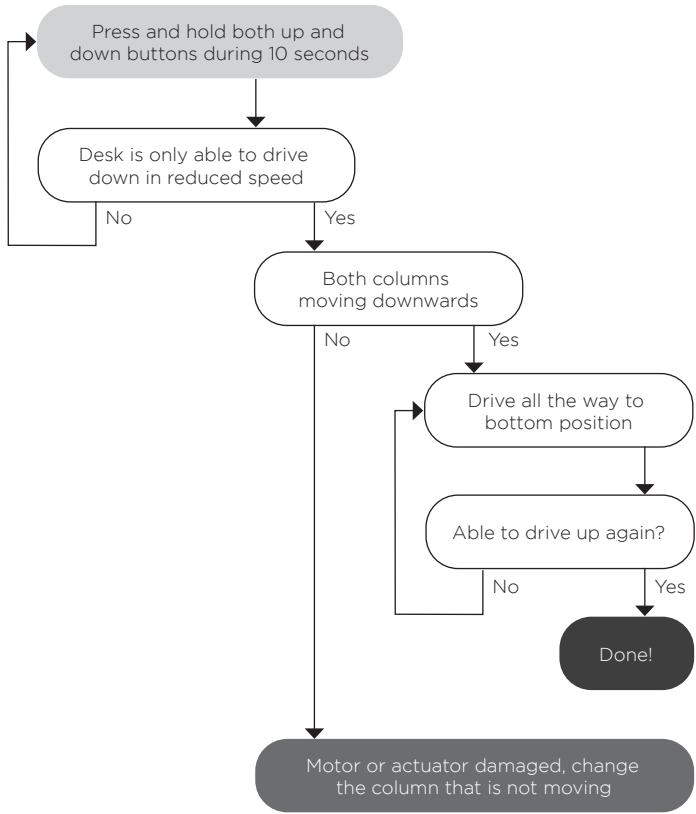 Press and hold both up and
down buttons during 10 seconds
Desk is only able to drive
down in reduced speed
No
Yes
Both columns
moving downwards
No
Yes
Drive all the way to
bottom position
Able to drive up again?
No
Yes
Done!
Motor or actuator damaged, change
the column that is not moving